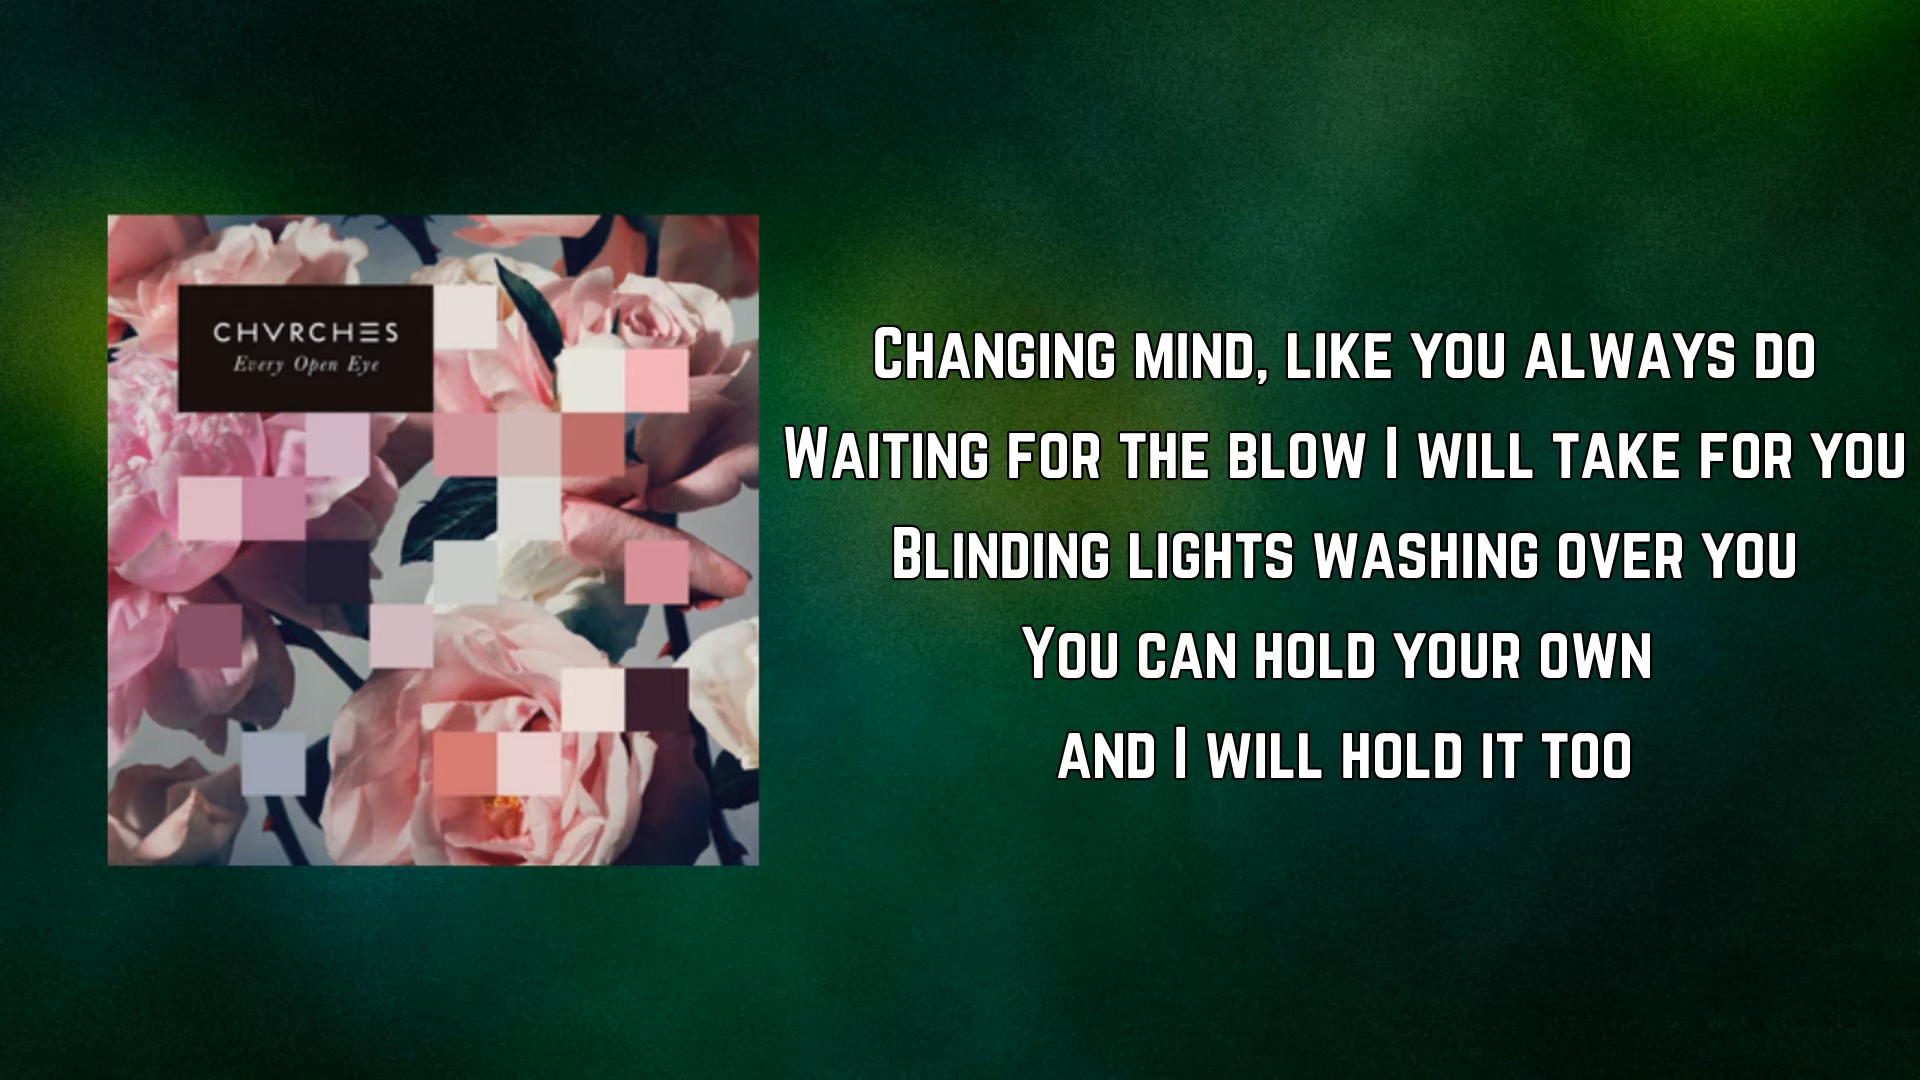 CHVRCHΞS
Every Open Eye
Changing mind, like you always do
Waiting for the blow I will take for you
Blinding lights washing over you
You can hold your own
and I will hold it too